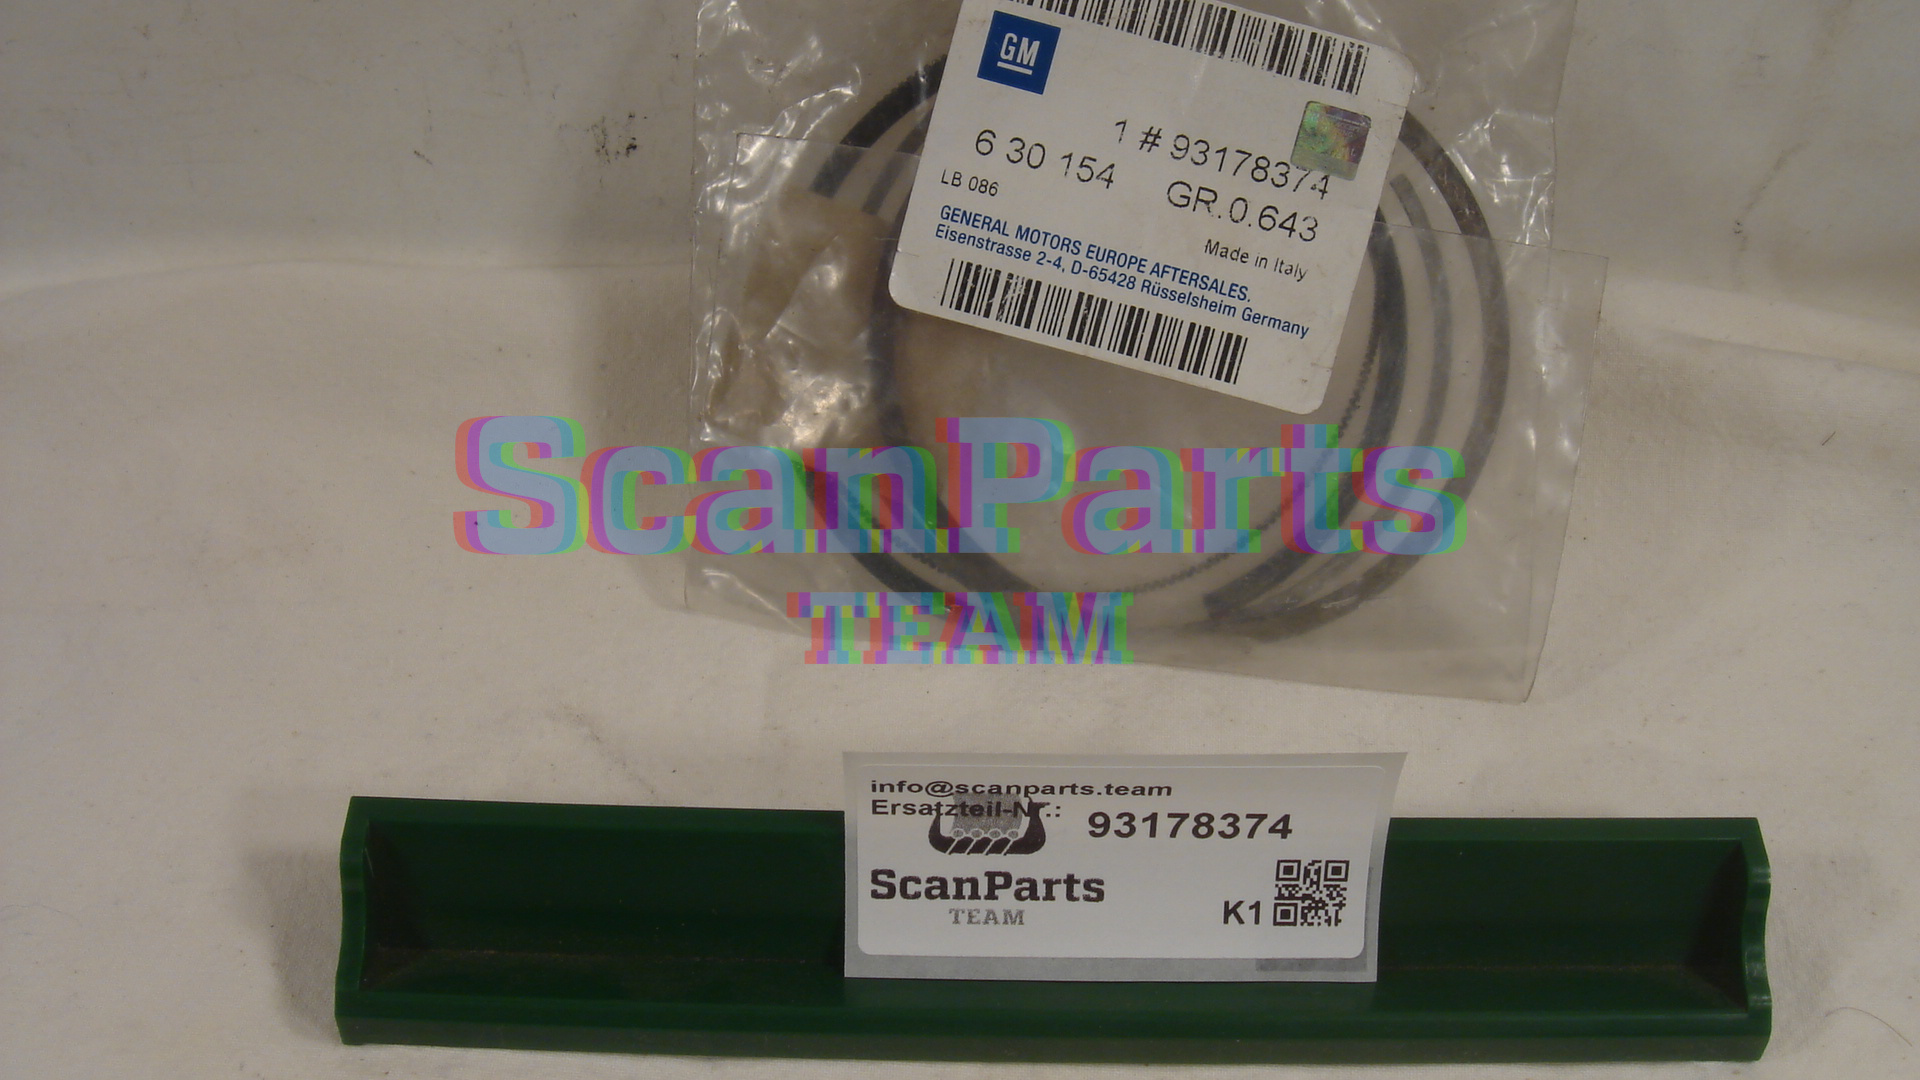 GM
1 # 93178374
6 30 154
GR.0.643
LB 086
Made in Italy
GENERAL MOTORS EUROPE AFTERSALES.
Eisenstrasse 2-4, D-65428 Rüsselsheim Germany
ScanParts
TEAM
info@scanparts.team
Ersatzteil-Nr.:
93178374
ScanParts
TEAM
K1